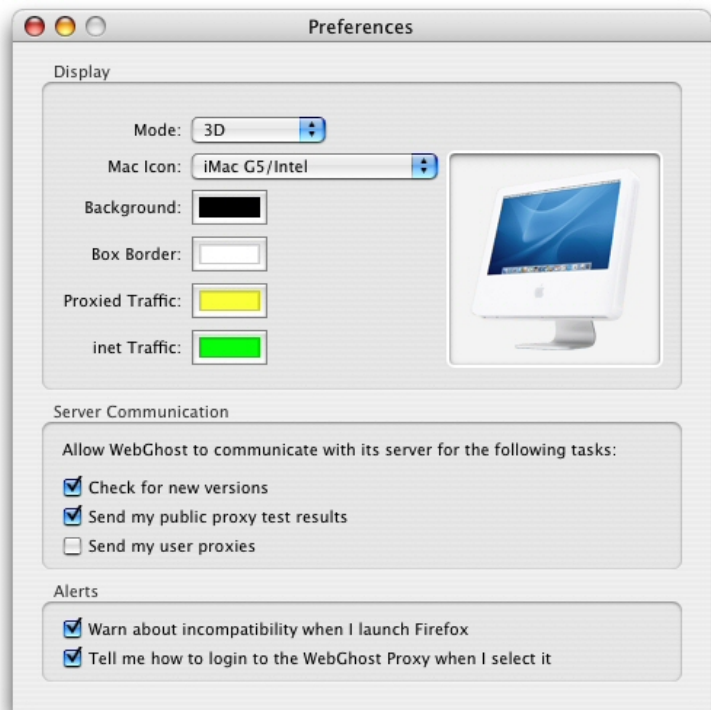 Preferences
Display
Mode: 3D
Mac Icon: iMac G5/Intel
Background:
Box Border:
Proxied Traffic:
inet Traffic:
Server Communication
Allow WebGhost to communicate with its server for the following tasks:
Check for new versions
Send my public proxy test results
Send my user proxies
Alerts
Warn about incompatibility when I launch Firefox
Tell me how to login to the WebGhost Proxy when I select it